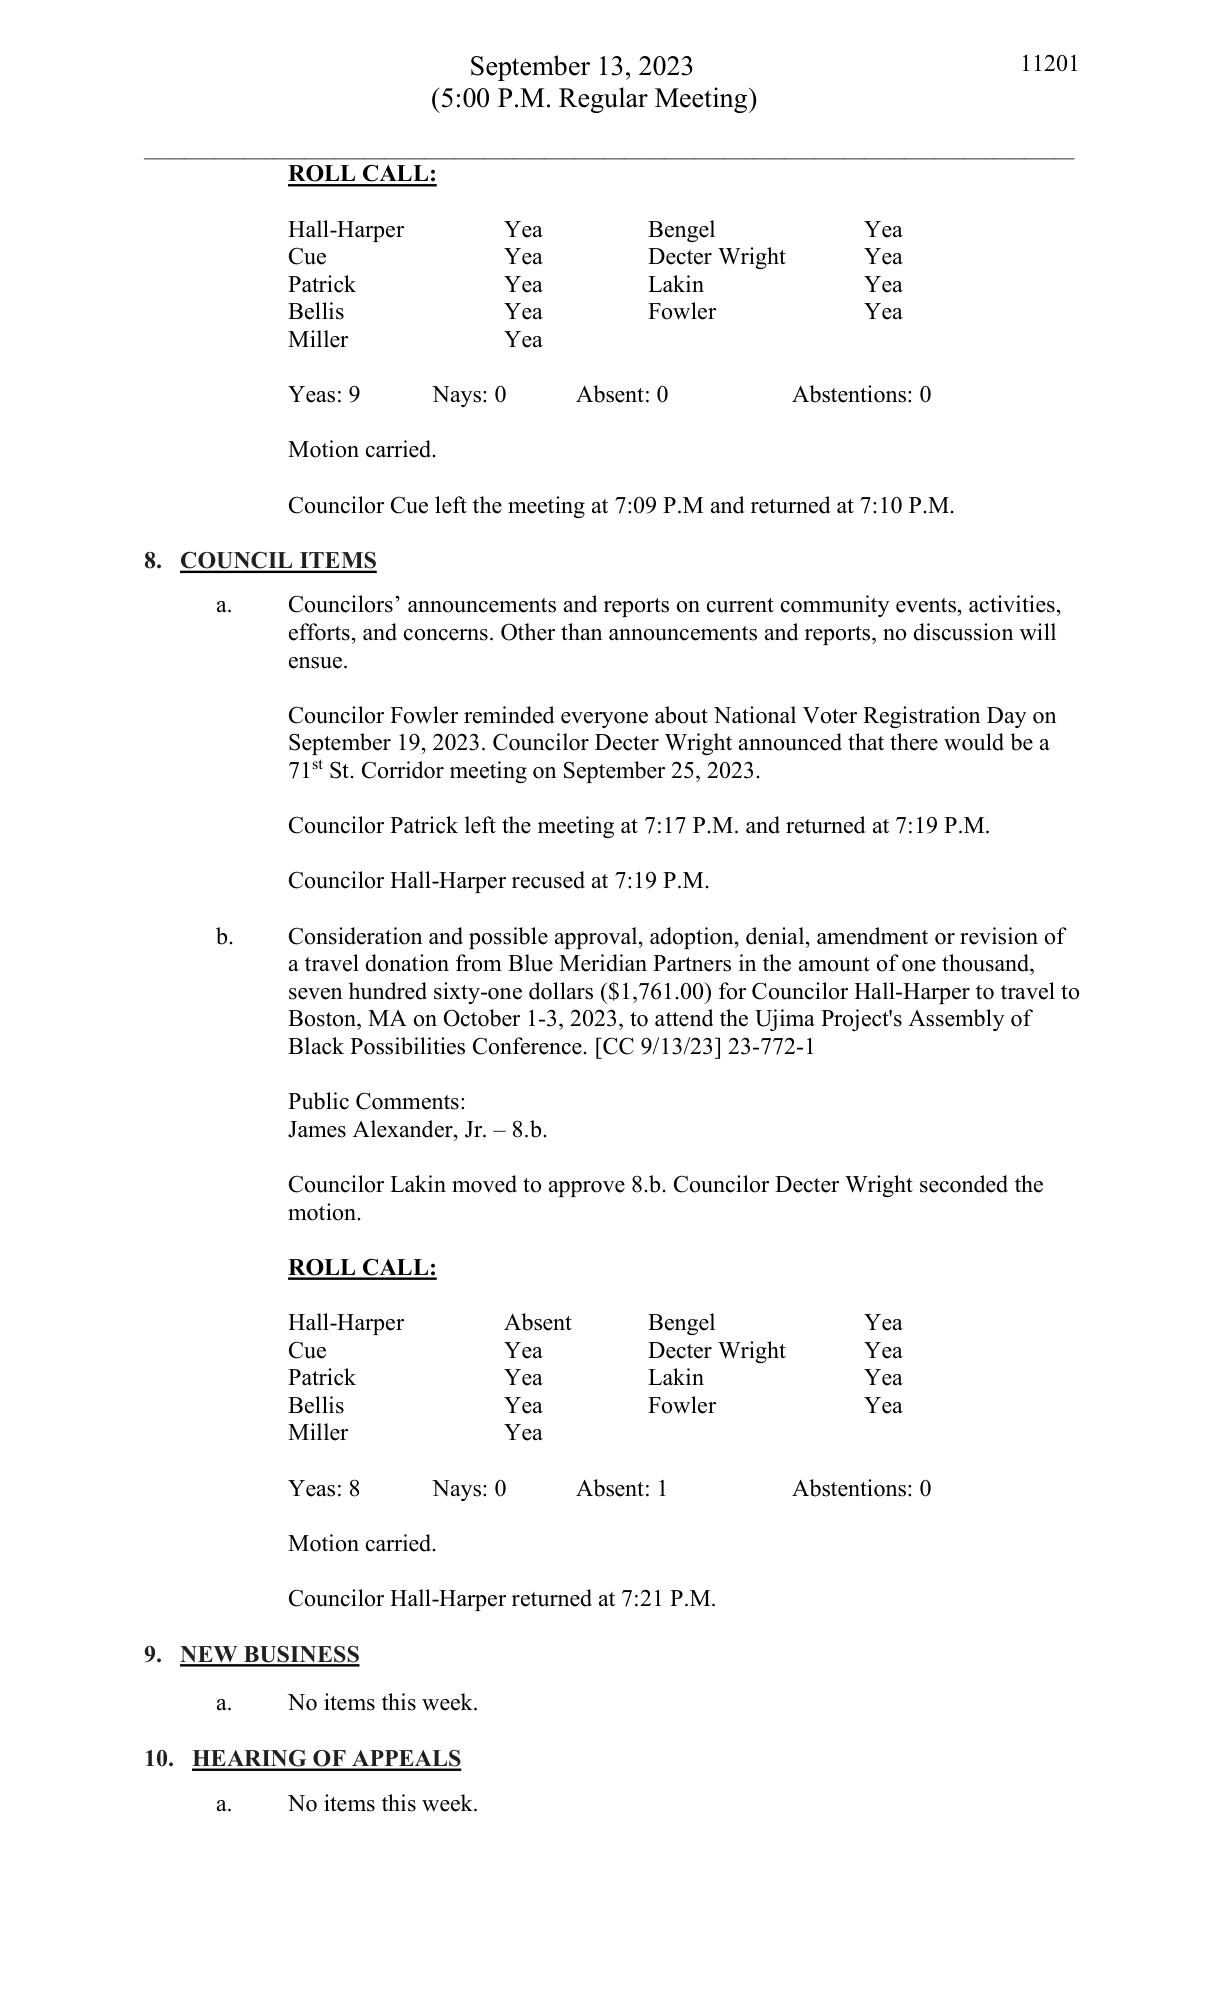 September 13, 2023 11201
(5:00 P.M. Regular Meeting)
ROLL CALL:
Hall-Harper Yea Bengel Yea
Cue Yea Decter Wright Yea
Patrick Yea Lakin Yea
Bellis Yea Fowler Yea
Miller Yea
Yeas: 9 Nays: 0 Absent: 0 Abstentions: 0
Motion carried.
Councilor Cue left the meeting at 7:09 P.M and returned at 7:10 P.M.
8. COUNCIL ITEMS
a. Councilors’ announcements and reports on current community events, activities,
efforts, and concerns. Other than announcements and reports, no discussion will
ensue.
Councilor Fowler reminded everyone about National Voter Registration Day on
September 19, 2023. Councilor Decter Wright announced that there would be a
71st St. Corridor meeting on September 25, 2023.
Councilor Patrick left the meeting at 7:17 P.M. and returned at 7:19 P.M.
Councilor Hall-Harper recused at 7:19 P.M.
b. Consideration and possible approval, adoption, denial, amendment or revision of
a travel donation from Blue Meridian Partners in the amount of one thousand,
seven hundred sixty-one dollars ($1,761.00) for Councilor Hall-Harper to travel to
Boston, MA on October 1-3, 2023, to attend the Ujima Project's Assembly of
Black Possibilities Conference. [CC 9/13/23] 23-772-1
Public Comments:
James Alexander, Jr. – 8.b.
Councilor Lakin moved to approve 8.b. Councilor Decter Wright seconded the
motion.
ROLL CALL:
Hall-Harper Absent Bengel Yea
Cue Yea Decter Wright Yea
Patrick Yea Lakin Yea
Bellis Yea Fowler Yea
Miller Yea
Yeas: 8 Nays: 0 Absent: 1 Abstentions: 0
Motion carried.
Councilor Hall-Harper returned at 7:21 P.M.
9. NEW BUSINESS
a. No items this week.
10. HEARING OF APPEALS
a. No items this week.